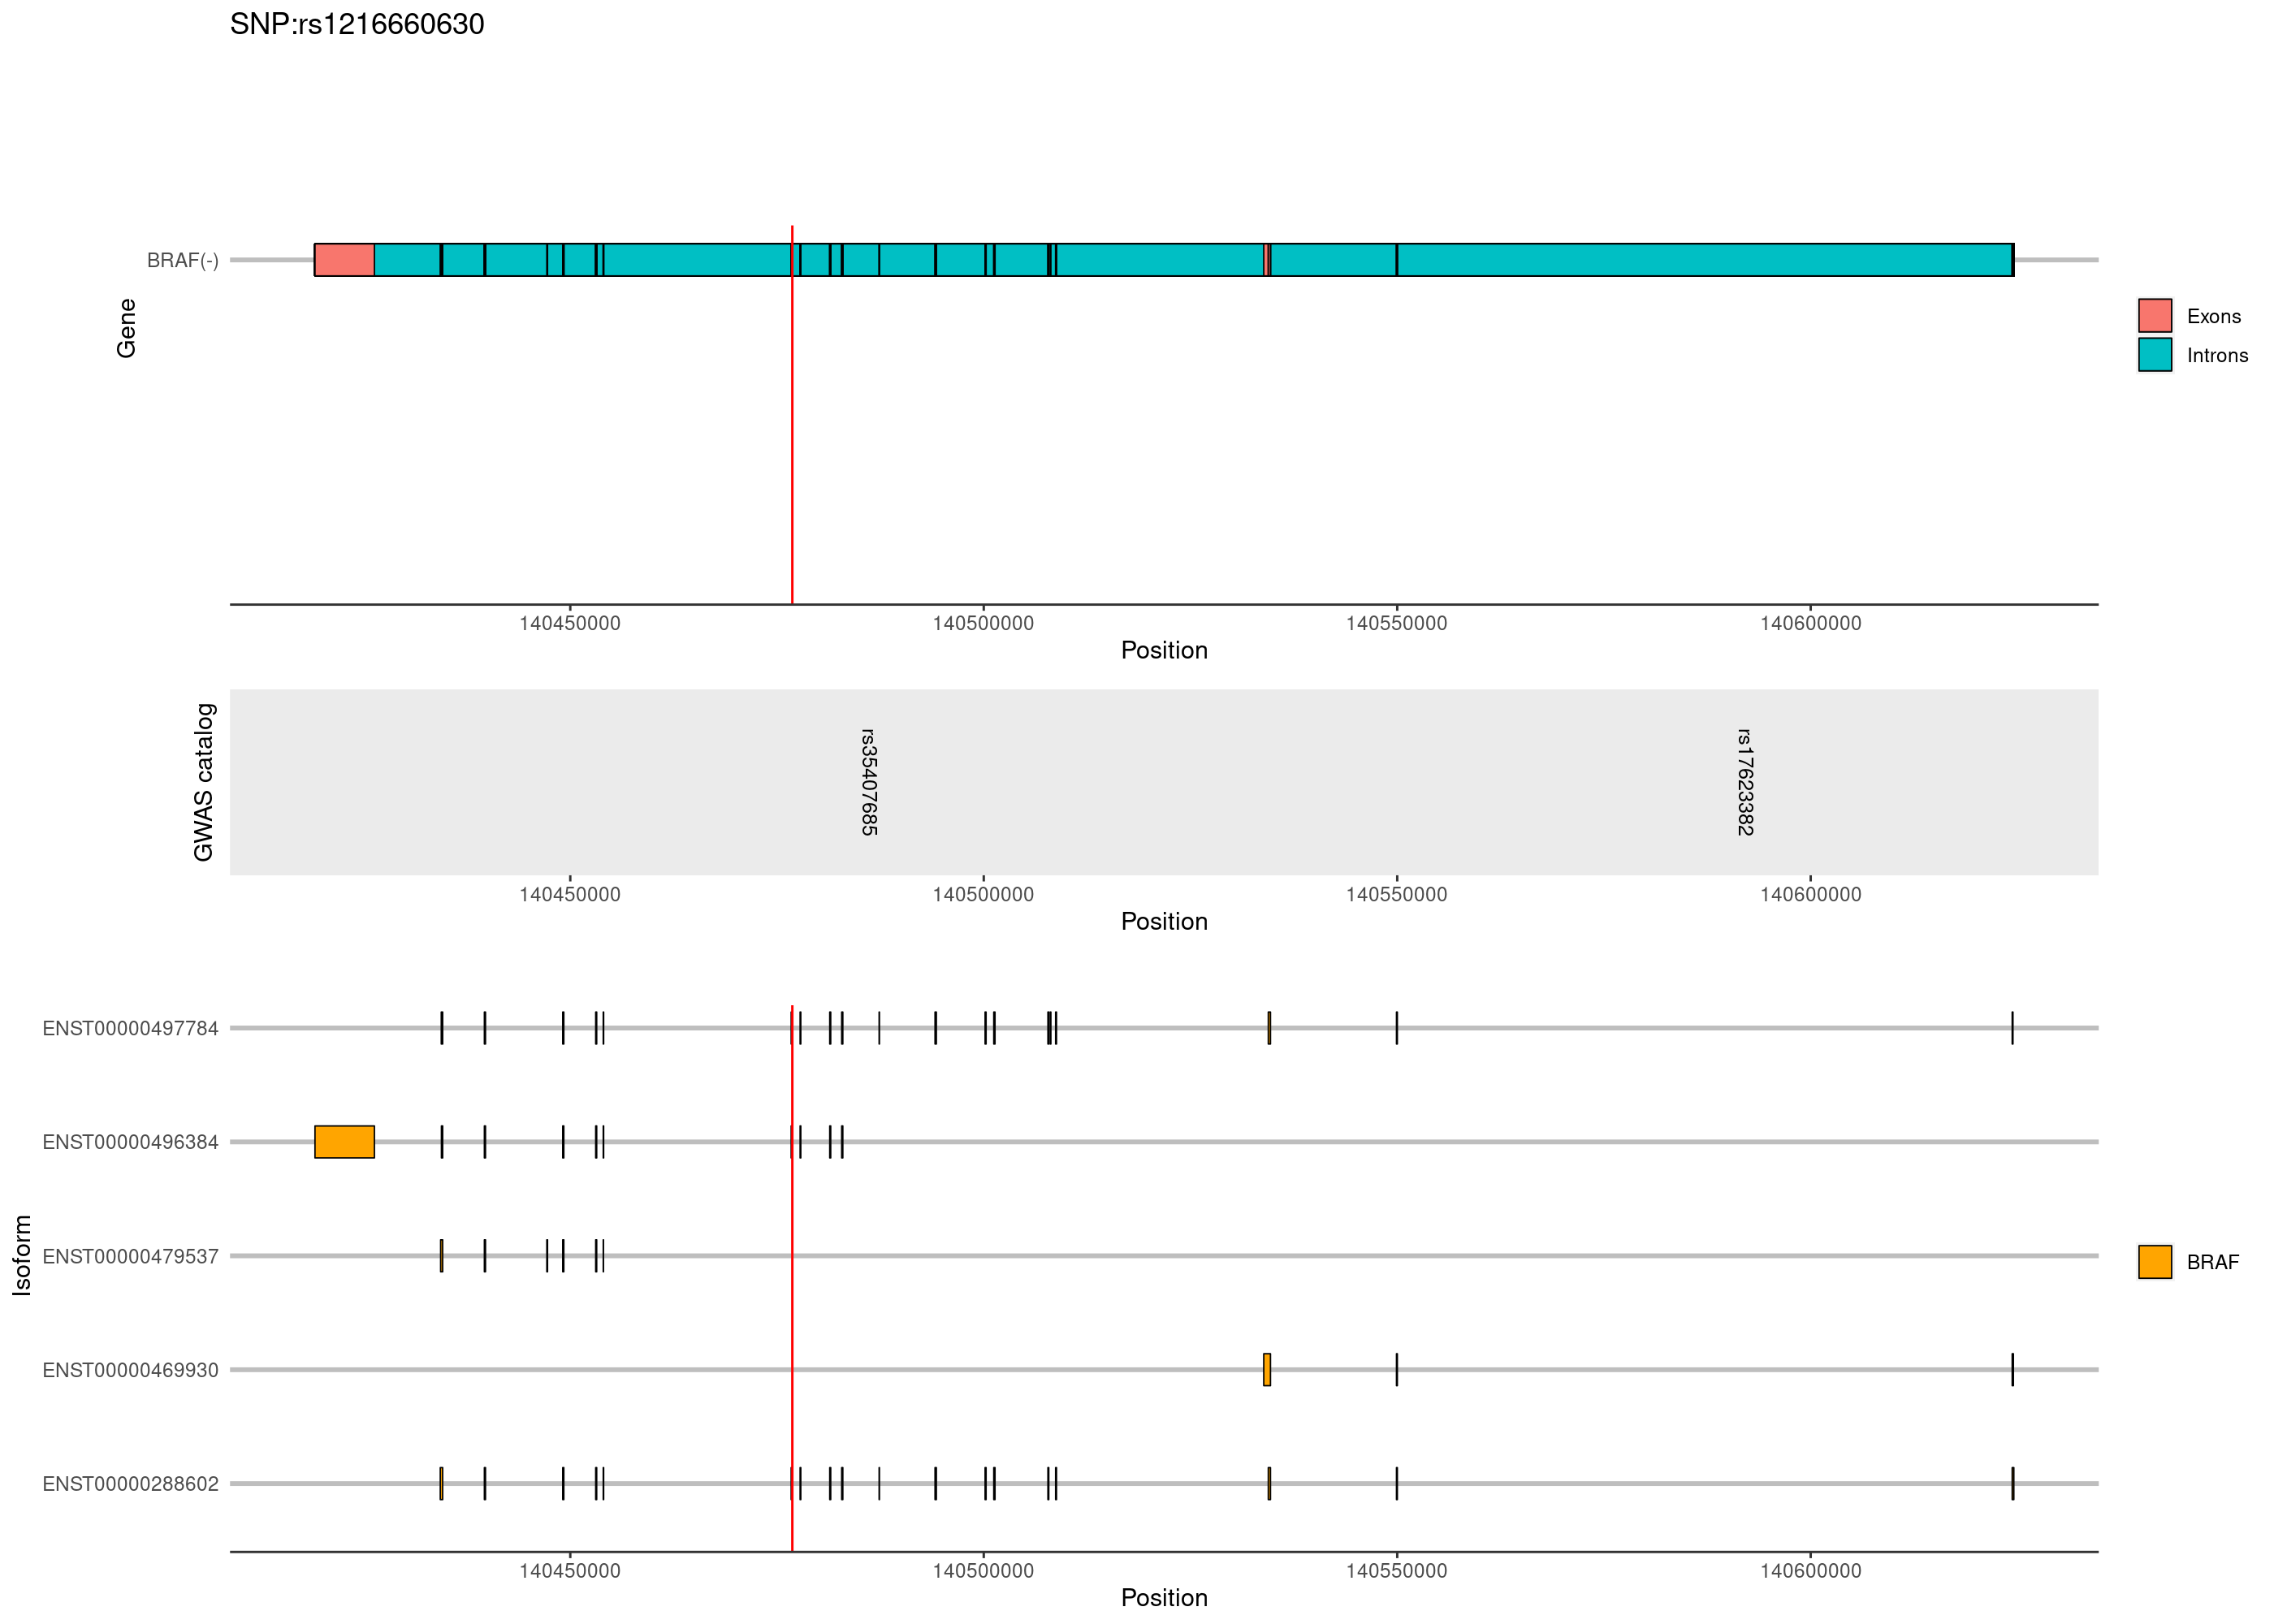 SNP:rs1216660630
BRAF(-)
Gene
Exons
Introns
140450000 140500000 140550000 140600000
Position
GWAS catalog
rs35407685
rs17623382
140450000 140500000 140550000 140600000
Position
ENST00000497784
ENST00000496384
ENST00000479537
ENST00000469930
ENST00000288602
Isoform
BRAF
140450000 140500000 140550000 140600000
Position